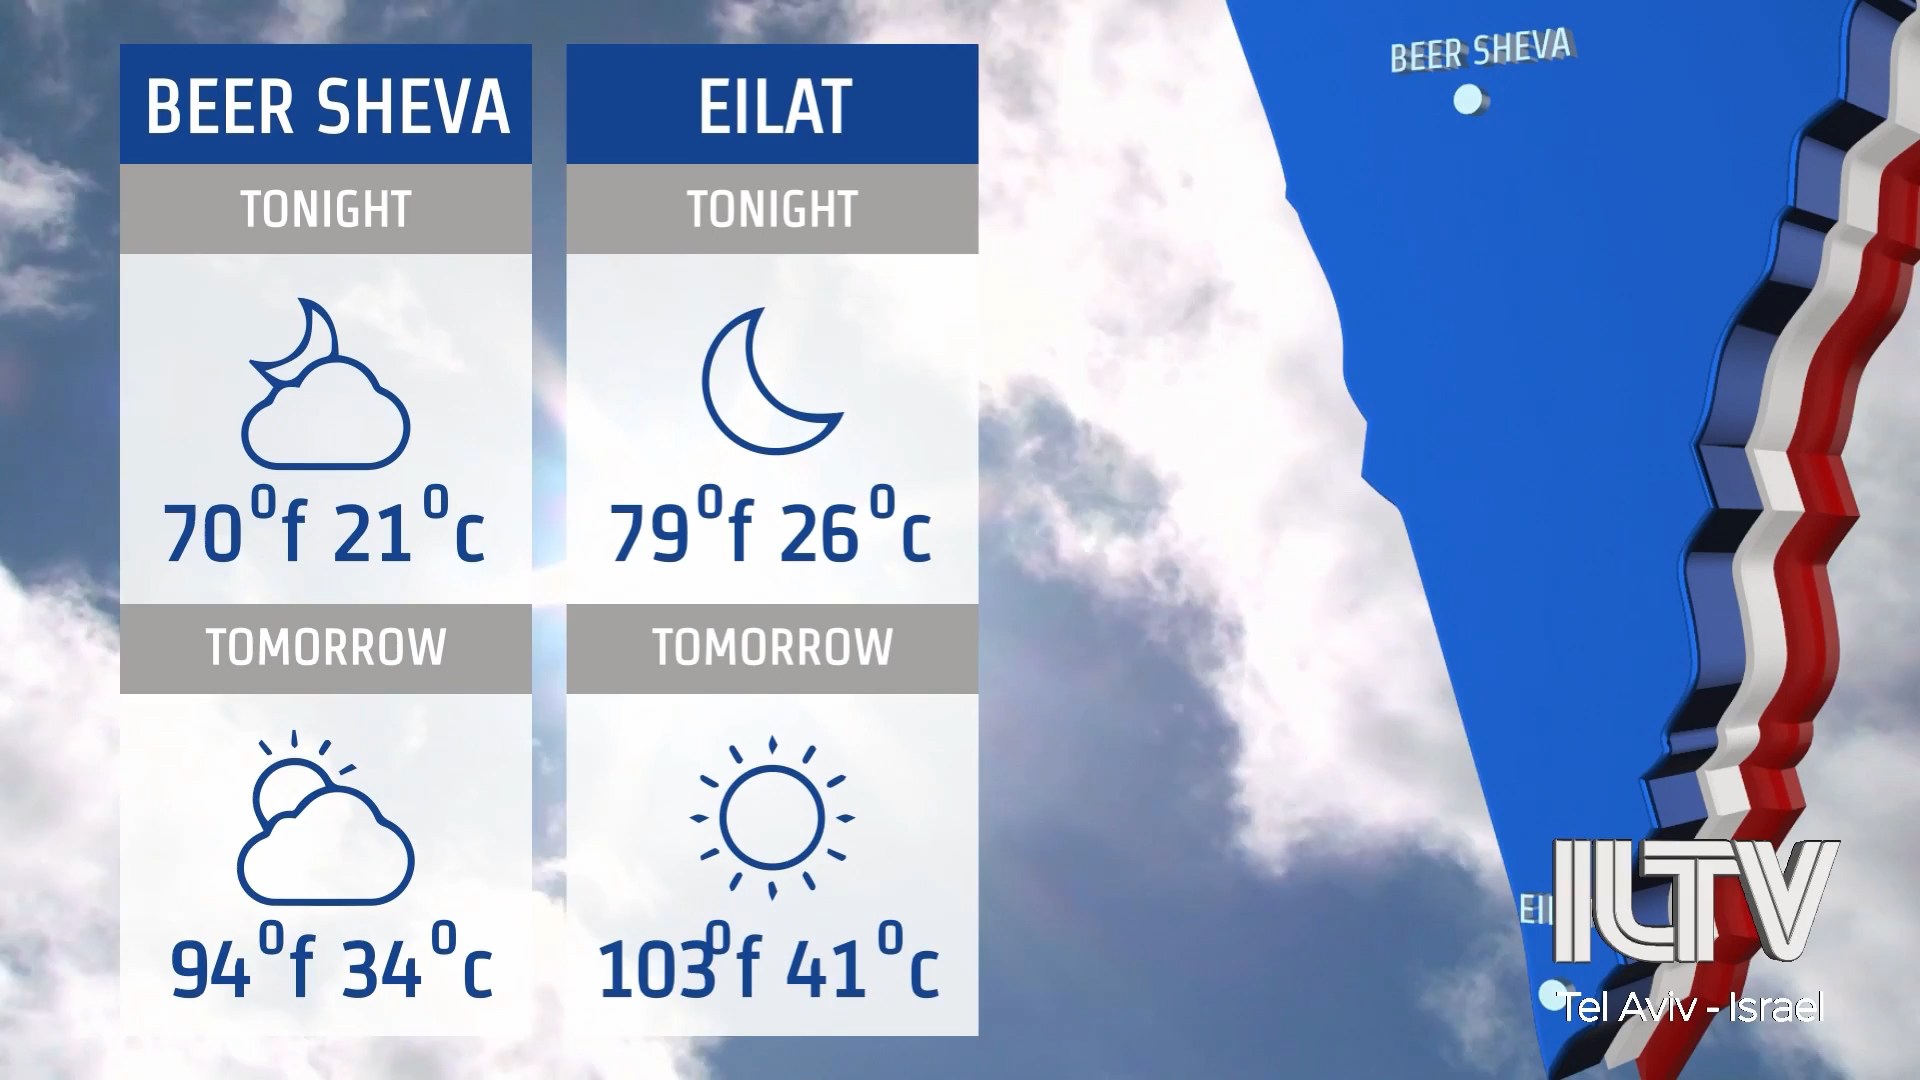 BEER SHEVA
TONIGHT
70°f 21°c
TOMORROW
94°f 34°c
EILAT
TONIGHT
79°f 26°c
TOMORROW
103°f 41°c
BEER SHEVA
ILTV
Tel Aviv - Israel